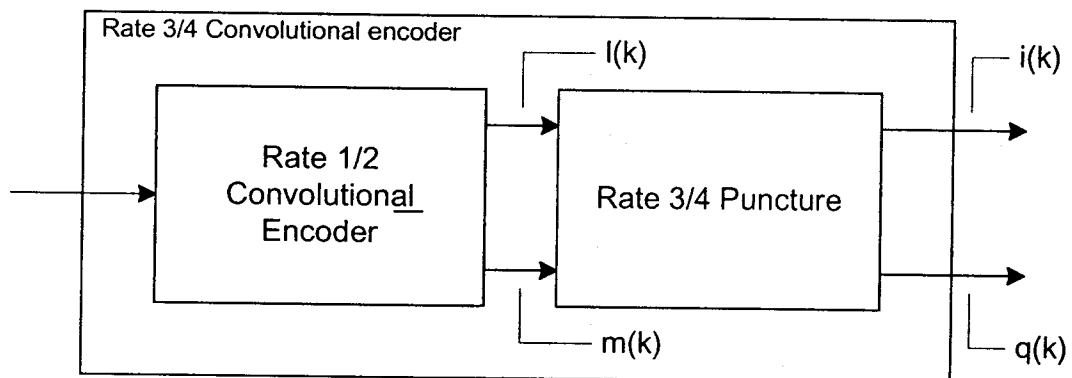 Rate 3/4 Convolutional encoder
l(k)
i(k)
Rate 1/2
Convolutional
Encoder
Rate 3/4 Puncture
m(k)
q(k)